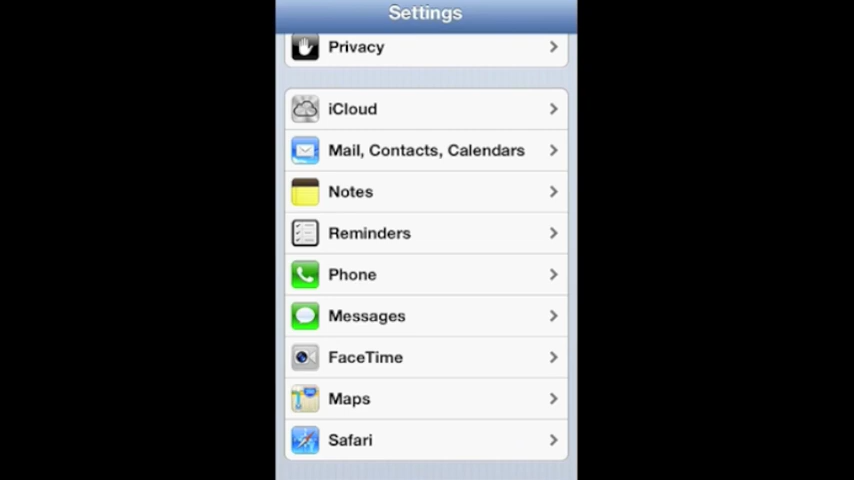 Settings
Privacy
iCloud
Mail, Contacts, Calendars
Notes
Reminders
Phone
Messages
FaceTime
Maps
Safari